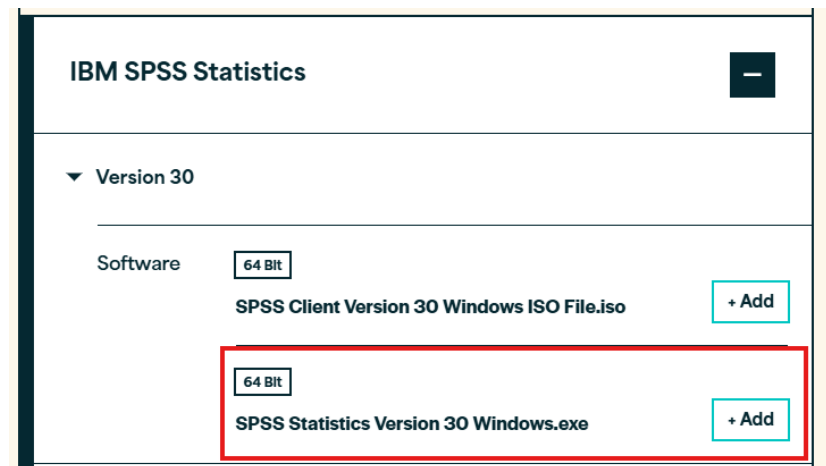 IBM SPSS Statistics
Version 30
Software
64 Bit
SPSS Client Version 30 Windows ISO File.iso
+ Add
64 Bit
SPSS Statistics Version 30 Windows.exe
+ Add